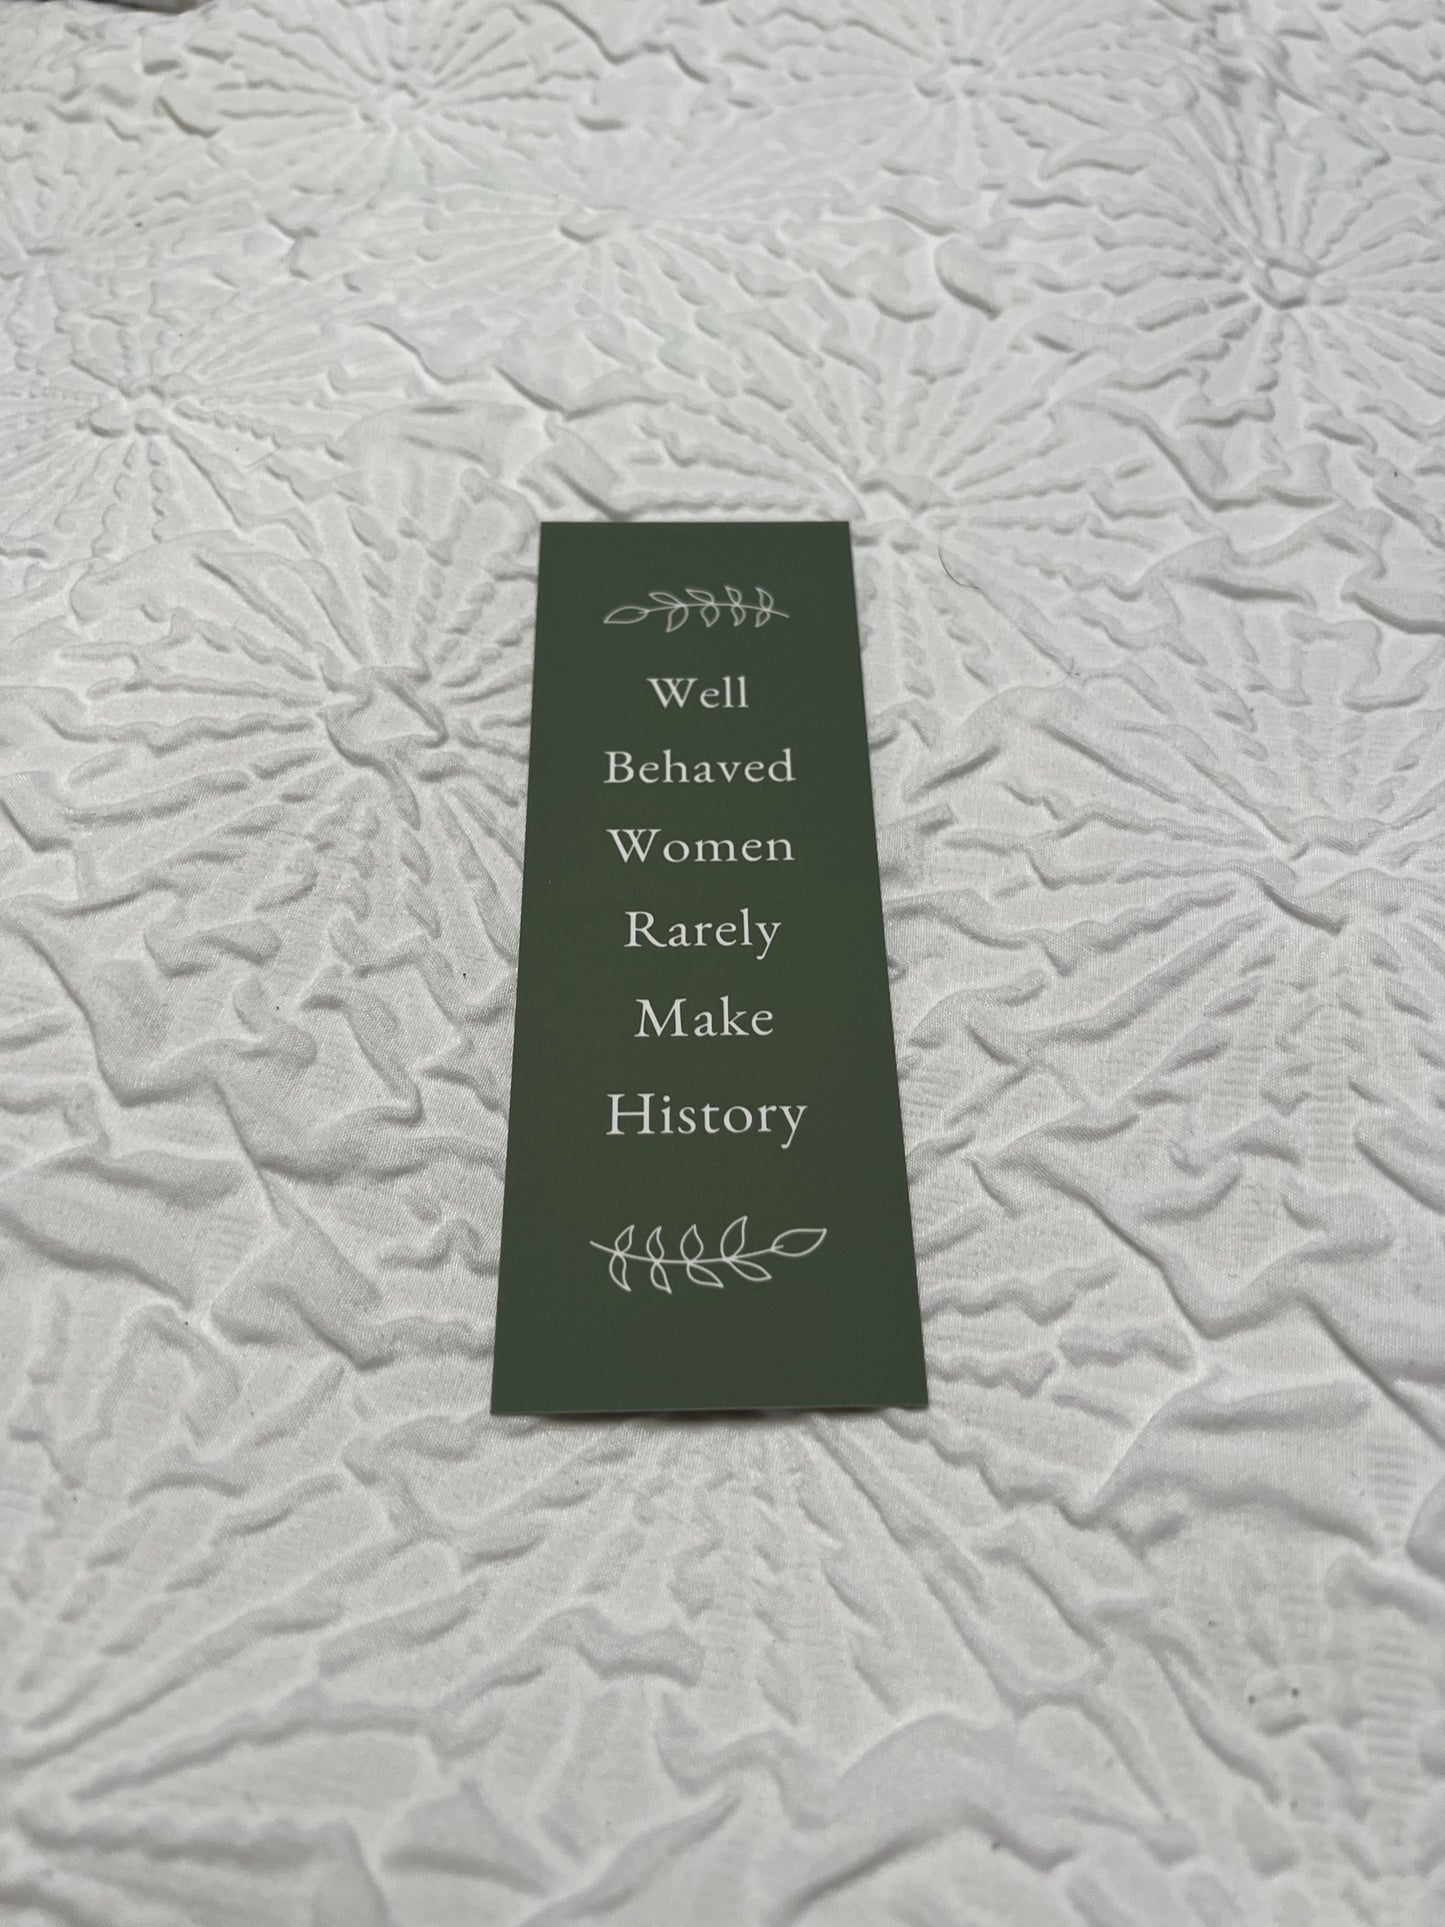 Well
Behaved
Women
Rarely
Make
History